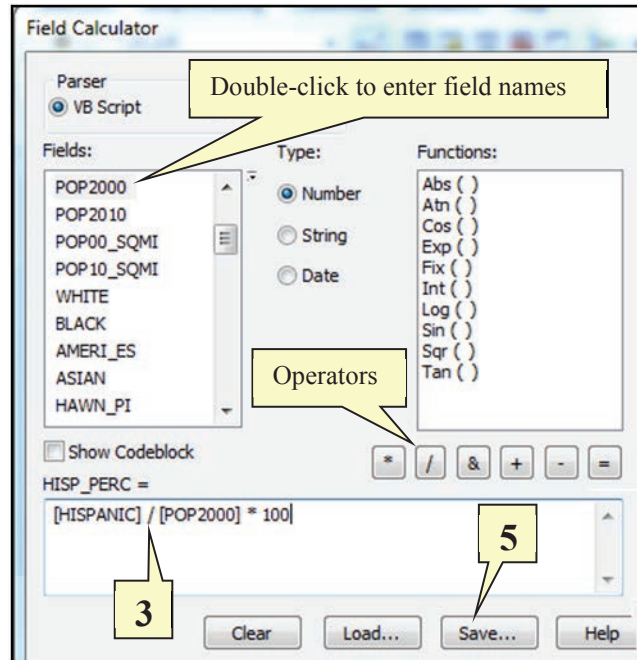 Field Calculator
Parser
VB Script
Double-click to enter field names
Fields:
Type:
Functions:
POP2000
POP2010
POP00_SQMI
POP10_SQMI
WHITE
BLACK
AMERI_ES
ASIAN
HAWN_PI
Number
String
Date
Abs ( )
Atn ( )
Cos ( )
Exp ( )
Fix ( )
Int ( )
Log ( )
Sin ( )
Sqr ( )
Tan ( )
Operators
Show Codeblock
* / & + - =
HISP_PERC =
[HISPANIC] / [POP2000] * 100
3
5
Clear
Load...
Save...
Help